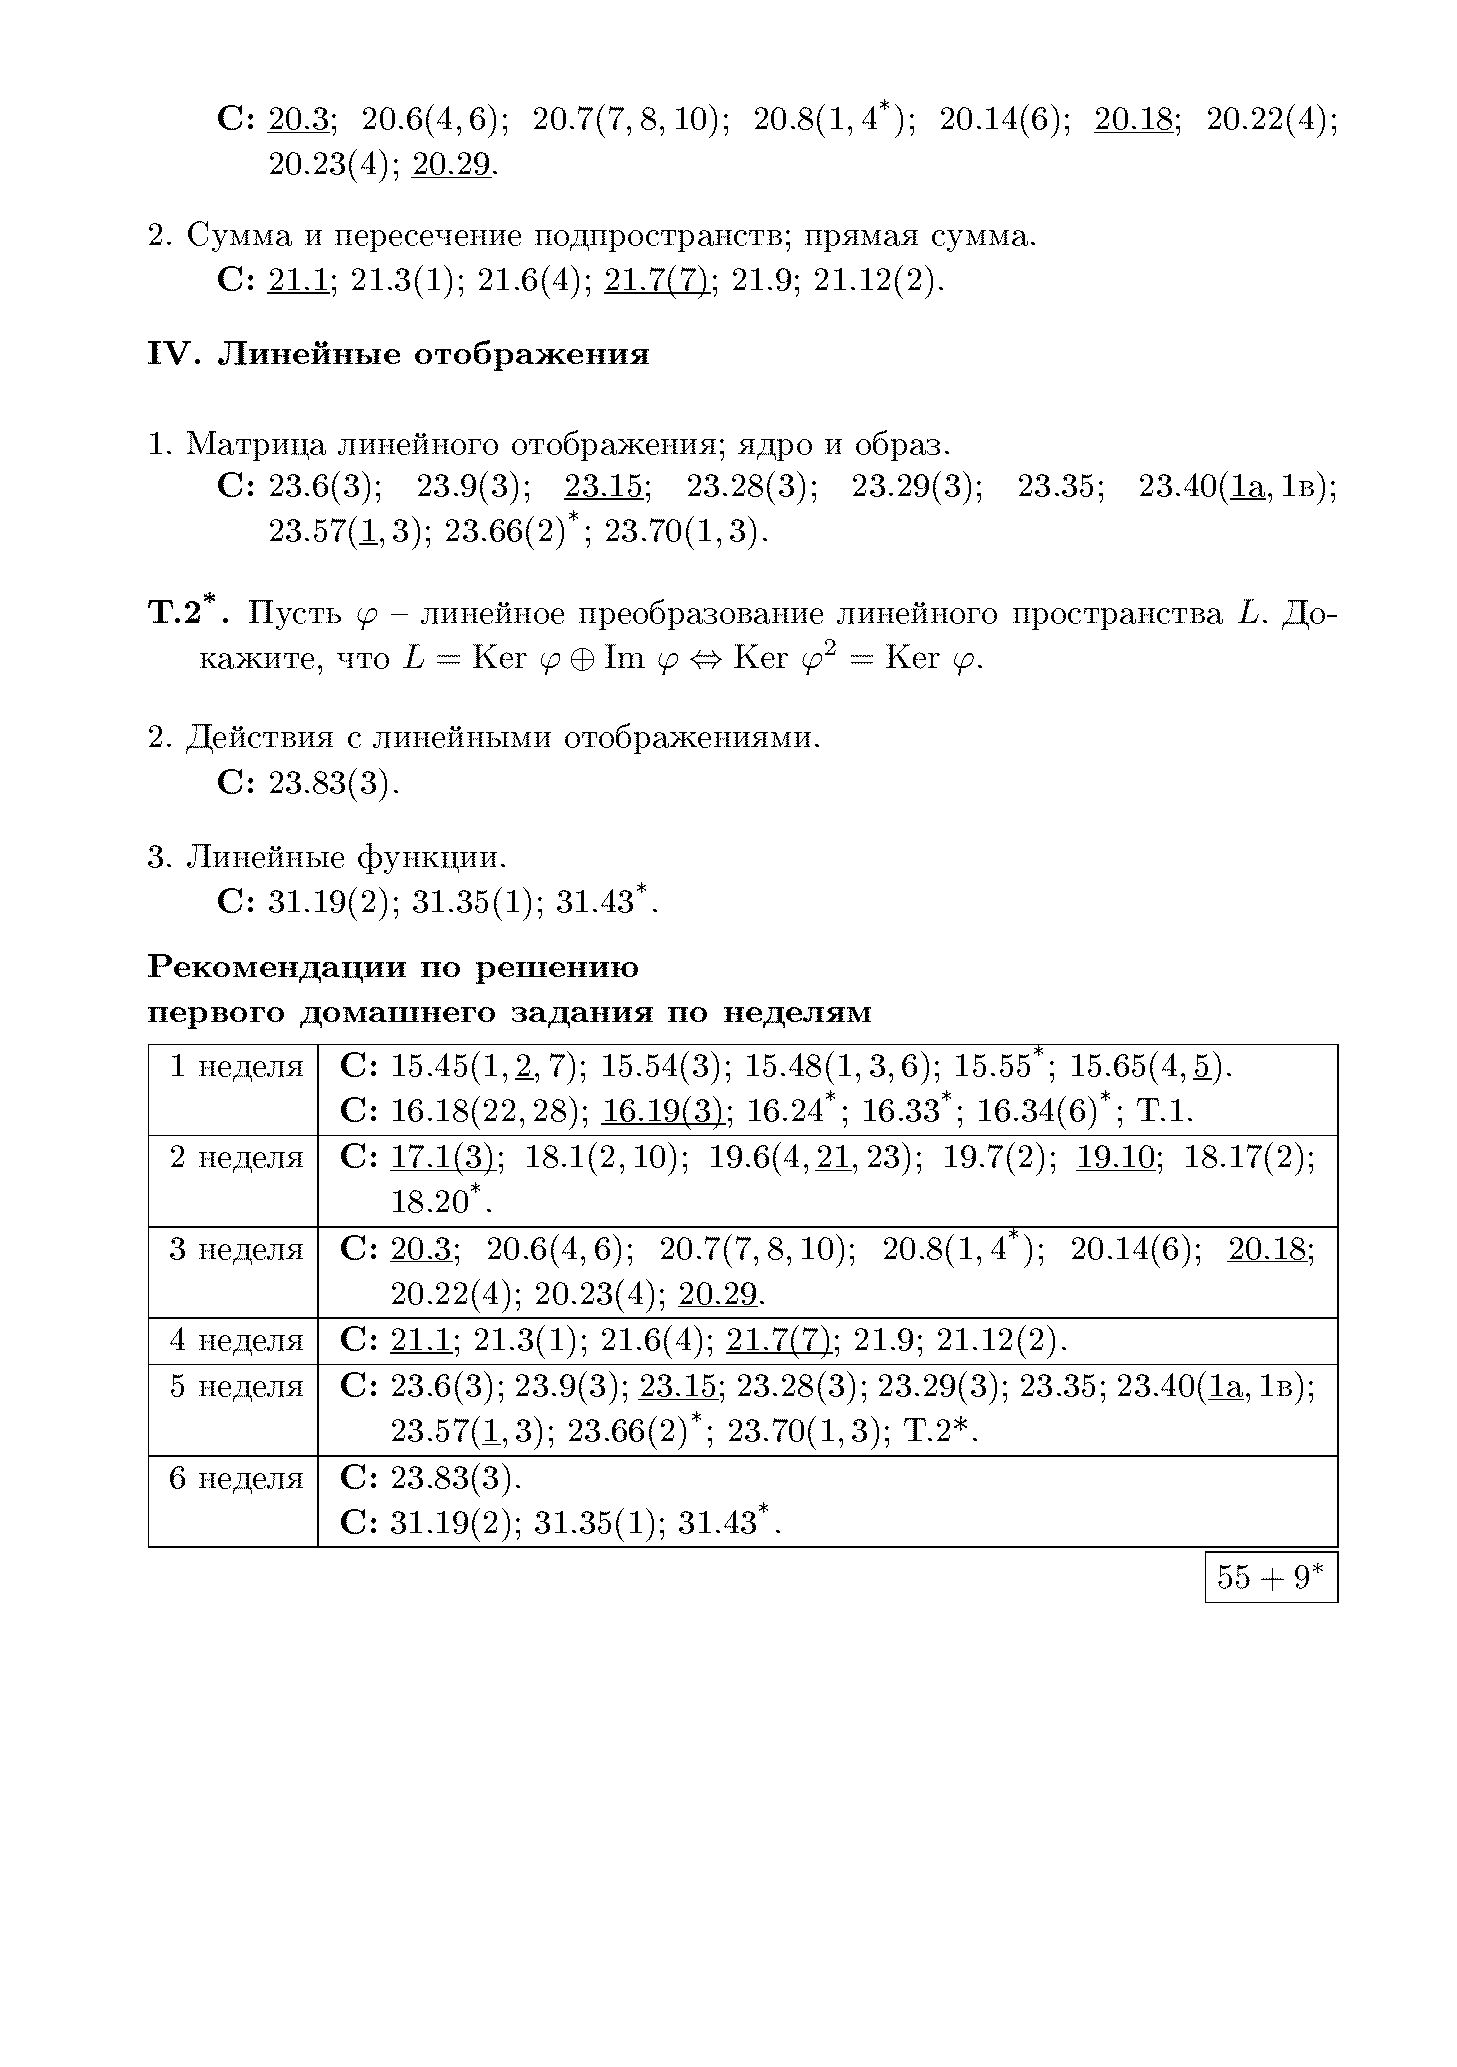 С: 20.3; 20.6(4, 6); 20.7(7, 8, 10); 20.8(1, 4*); 20.14(6); 20.18; 20.22(4);
20.23(4); 20.29.
2. Сумма и пересечение подпространств; прямая сумма.
С: 21.1; 21.3(1); 21.6(4); 21.7(7); 21.9; 21.12(2).
IV. Линейные отображения
1. Матрица линейного отображения; ядро и образ.
С: 23.6(3); 23.9(3); 23.15; 23.28(3); 23.29(3); 23.35; 23.40(1а, 1в);
23.57(1, 3); 23.66(2)*; 23.70(1, 3).
Т.2*. Пусть φ – линейное преобразование линейного пространства L. До-
кажите, что L = Ker φ ⊕ Im φ ⇔ Ker φ² = Ker φ.
2. Действия с линейными отображениями.
С: 23.83(3).
3. Линейные функции.
С: 31.19(2); 31.35(1); 31.43*.
Рекомендации по решению
первого домашнего задания по неделям
1 неделя С: 15.45(1, 2, 7); 15.54(3); 15.48(1, 3, 6); 15.55*; 15.65(4, 5).
С: 16.18(22, 28); 16.19(3); 16.24*; 16.33*; 16.34(6)*; Т.1.
2 неделя С: 17.1(3); 18.1(2, 10); 19.6(4, 21, 23); 19.7(2); 19.10; 18.17(2);
18.20*.
3 неделя С: 20.3; 20.6(4, 6); 20.7(7, 8, 10); 20.8(1, 4*); 20.14(6); 20.18;
20.22(4); 20.23(4); 20.29.
4 неделя С: 21.1; 21.3(1); 21.6(4); 21.7(7); 21.9; 21.12(2).
5 неделя С: 23.6(3); 23.9(3); 23.15; 23.28(3); 23.29(3); 23.35; 23.40(1а, 1в);
23.57(1, 3); 23.66(2)*; 23.70(1, 3); Т.2*.
6 неделя С: 23.83(3).
С: 31.19(2); 31.35(1); 31.43*.
55 + 9*